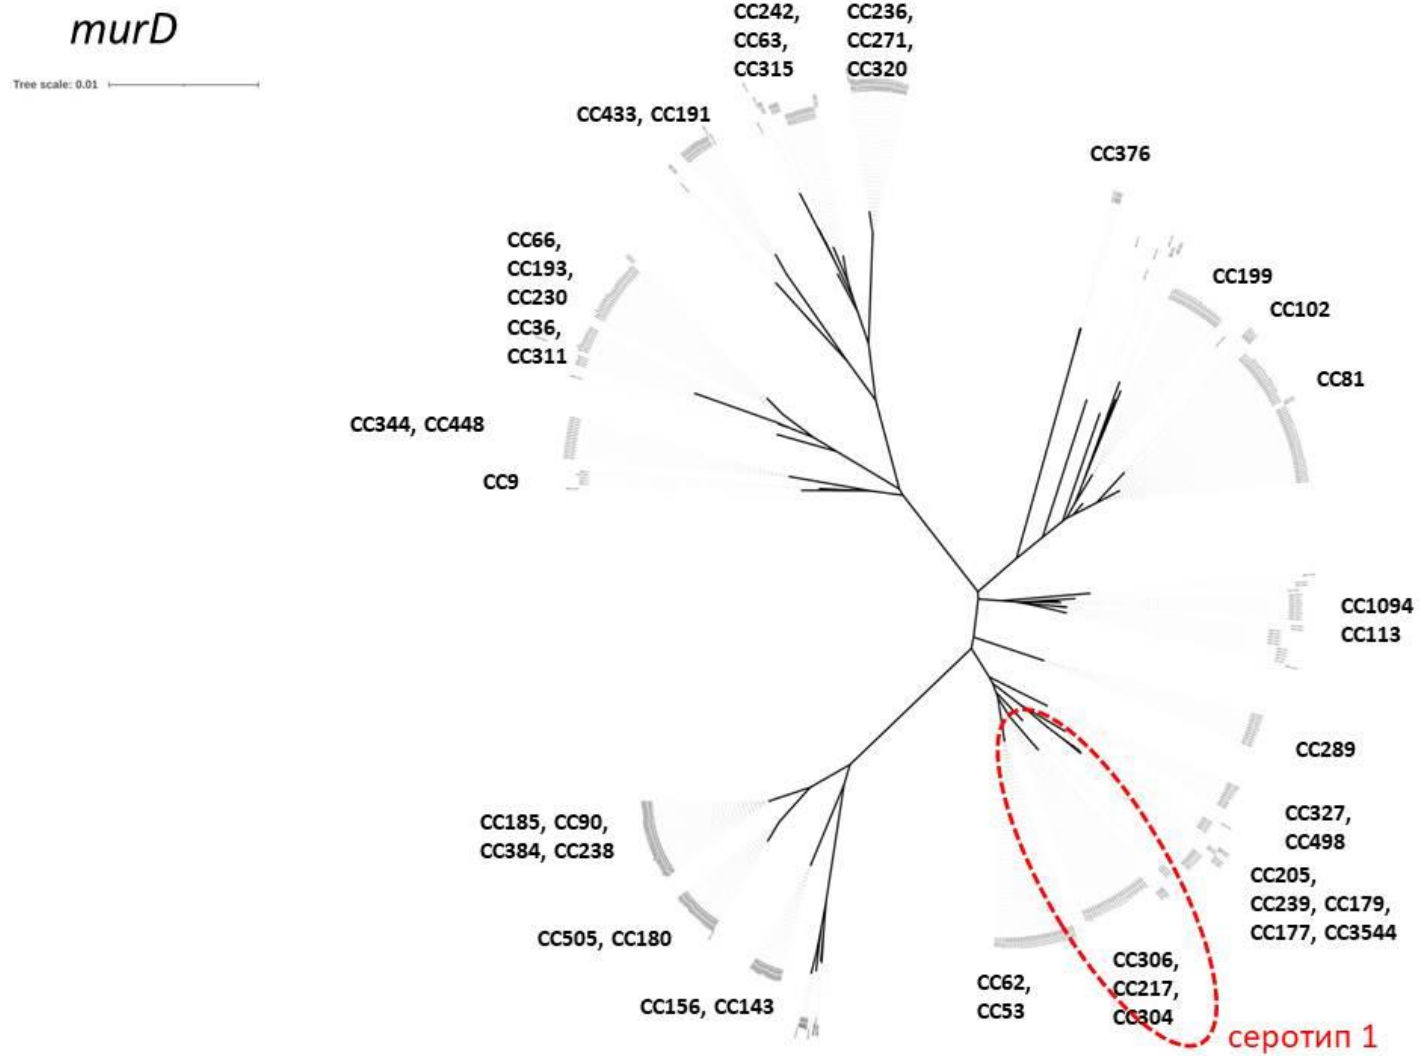 murD
Tree scale: 0.01
CC242,
CC63,
CC315
CC236,
CC271,
CC320
CC433, CC191
CC376
CC66,
CC193,
CC230
CC36,
CC311
CC199
CC102
CC81
CC344, CC448
CC9
CC1094
CC113
CC289
CC327,
CC498
CC205,
CC239, CC179,
CC177, CC3544
CC185, CC90,
CC384, CC238
CC505, CC180
CC156, CC143
CC62,
CC53
CC306,
CC217,
CC304
серотип 1